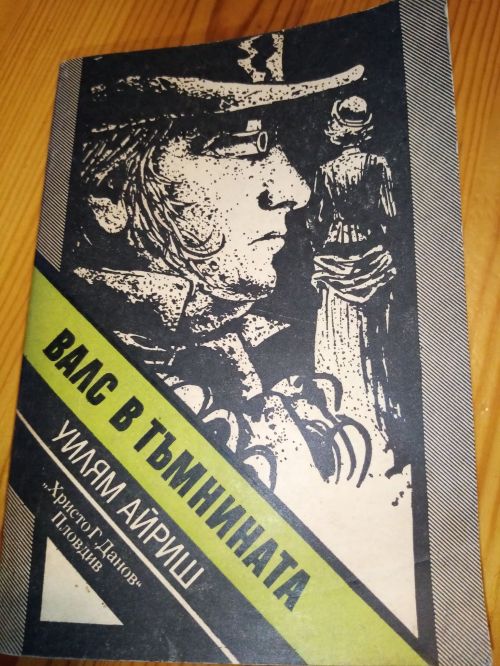 ВАЛС В ТЪМНИНАТА
УИЛЯМ АЙРИШ
„Христо Г. Данов“
Пловдив